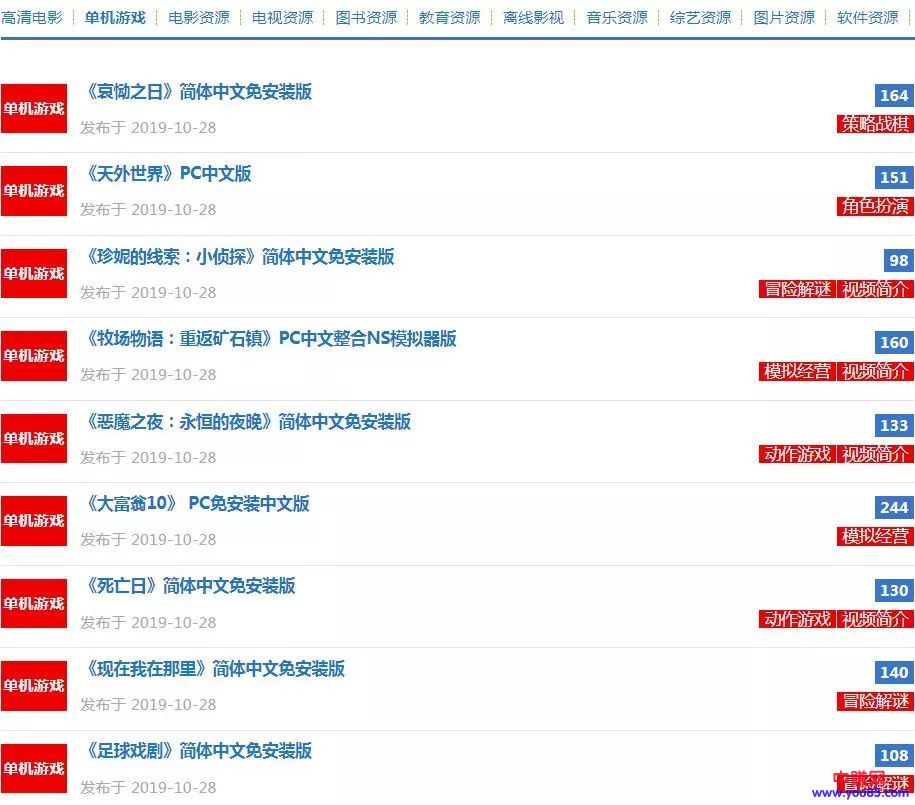 高清电影 单机游戏 电影资源 电视资源 图书资源 教育资源 离线影视 音乐资源 综艺资源 图片资源 软件资源
单机游戏 《哀恸之日》简体中文免安装版 164
发布于 2019-10-28 策略战棋
单机游戏 《天外世界》PC中文版 151
发布于 2019-10-28 角色扮演
单机游戏 《珍妮的线索：小侦探》简体中文免安装版 98
发布于 2019-10-28 冒险解谜 视频简介
单机游戏 《牧场物语：重返矿石镇》PC中文整合NS模拟器版 160
发布于 2019-10-28 模拟经营 视频简介
单机游戏 《恶魔之夜：永恒的夜晚》简体中文免安装版 133
发布于 2019-10-28 动作游戏 视频简介
单机游戏 《大富翁10》 PC免安装中文版 244
发布于 2019-10-28 模拟经营
单机游戏 《死亡日》简体中文免安装版 130
发布于 2019-10-28 动作游戏 视频简介
单机游戏 《现在我在那里》简体中文免安装版 140
发布于 2019-10-28 冒险解谜
单机游戏 《足球戏剧》简体中文免安装版 108
发布于 2019-10-28 冒险解谜